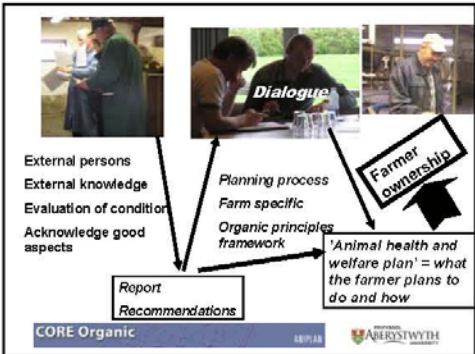 Dialogue
External persons
External knowledge
Evaluation of condition
Acknowledge good
aspects
Planning process
Farm specific
Organic principles
framework
Farmer
ownership
'Animal health and
welfare plan' = what
the farmer plans to
do and how
Report
Recommendations
CORE Organic
ANIPLAN
PRIFYSGOL
ABERYSTWYTH
UNIVERSITY